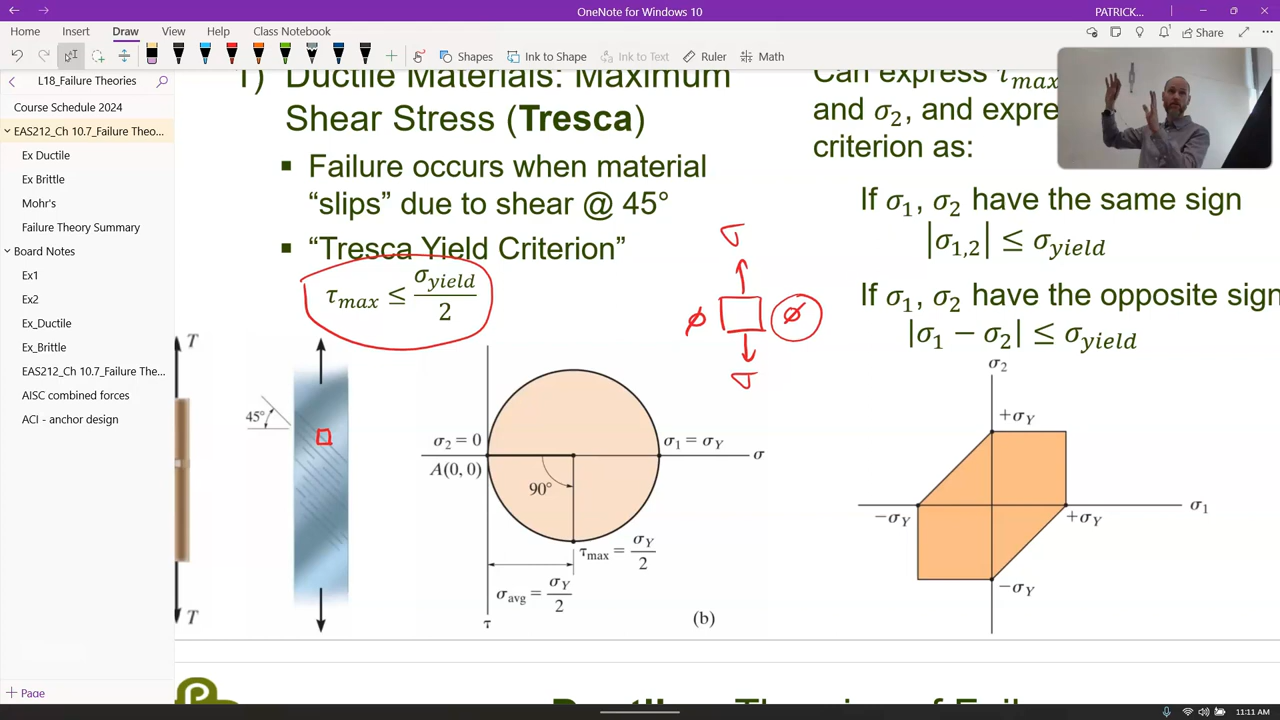 OneNote for Windows 10
PATRICK...
Home
Insert
Draw
View
Help
Class Notebook
Share
Shapes
Ink to Shape
Ink to Text
Ruler
Math
L18_Failure Theories
Course Schedule 2024
EAS212_Ch 10.7_Failure Theo...
Ex Ductile
Ex Brittle
Mohr's
Failure Theory Summary
Board Notes
Ex1
Ex2
Ex_Ductile
Ex_Brittle
EAS212_Ch 10.7_Failure The...
AISC combined forces
ACI - anchor design
+ Page
1) Ductile Materials: Maximum
Shear Stress (Tresca)
▪ Failure occurs when material
“slips” due to shear @ 45°
▪ “Tresca Yield Criterion”
τmax ≤ σyield/2
σ
∅ ∅
σ
T
T
45°
σ2 = 0
A(0, 0)
σ1 = σY
σ
90°
τmax = σY/2
σavg = σY/2
τ
(b)
Can express τmax
and σ2, and expre
criterion as:
If σ1, σ2 have the same sign
|σ1,2| ≤ σyield
If σ1, σ2 have the opposite sign
|σ1 − σ2| ≤ σyield
σ2
+σY
−σY
+σY
σ1
−σY
11:11 AM